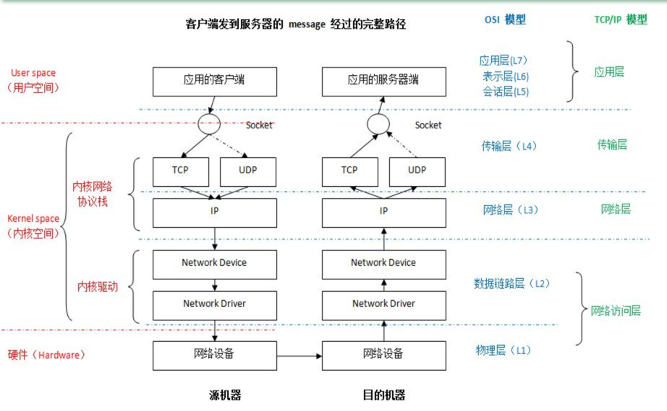 客户端发到服务器的 message 经过的完整路径
OSI 模型
TCP/IP 模型
User space
（用户空间）
应用的客户端
应用的服务器端
应用层(L7）
表示层(L6)
会话层(L5)
应用层
Socket
Socket
TCP
UDP
TCP
UDP
传输层（L4）
传输层
内核网络
协议栈
IP
IP
网络层（L3）
网络层
Kernel space
（内核空间）
内核驱动
Network Device
Network Device
数据链路层（L2）
Network Driver
Network Driver
网络访问层
硬件（Hardware）
网络设备
网络设备
物理层（L1）
源机器
目的机器